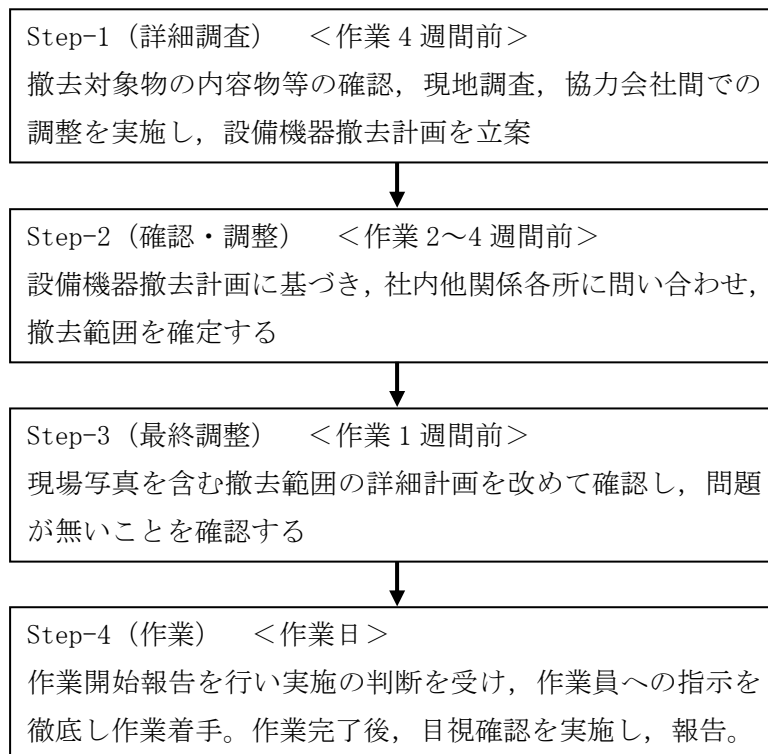 Step-1（詳細調査）　＜作業4週間前＞
撤去対象物の内容物等の確認，現地調査，協力会社間での
調整を実施し，設備機器撤去計画を立案
Step-2（確認・調整）　＜作業2～4週間前＞
設備機器撤去計画に基づき，社内他関係各所に問い合わせ，
撤去範囲を確定する
Step-3（最終調整）　＜作業1週間前＞
現場写真を含む撤去範囲の詳細計画を改めて確認し，問題
が無いことを確認する
Step-4（作業）　＜作業日＞
作業開始報告を行い実施の判断を受け，作業員への指示を
徹底し作業着手。作業完了後，目視確認を実施し，報告。